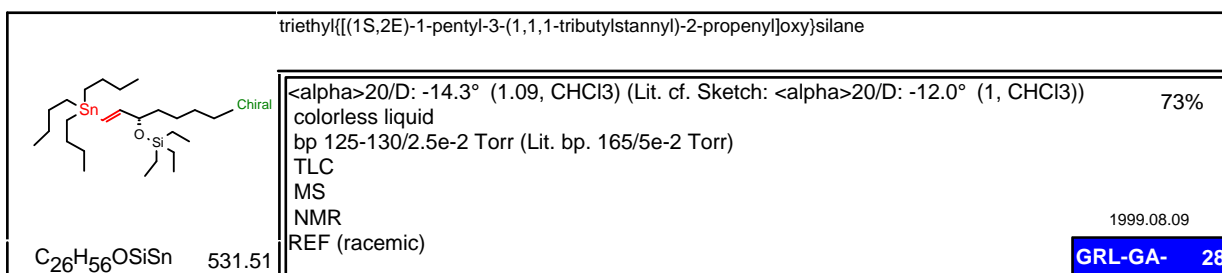 triethyl{[(1S,2E)-1-pentyl-3-(1,1,1-tributylstannyl)-2-propenyl]oxy}silane
Sn
Chiral
O
Si
C26H56OSiSn 531.51
<alpha>20/D: -14.3° (1.09, CHCl3) (Lit. cf. Sketch: <alpha>20/D: -12.0° (1, CHCl3))
73%
colorless liquid
bp 125-130/2.5e-2 Torr (Lit. bp. 165/5e-2 Torr)
TLC
MS
NMR
1999.08.09
REF (racemic)
GRL-GA- 28